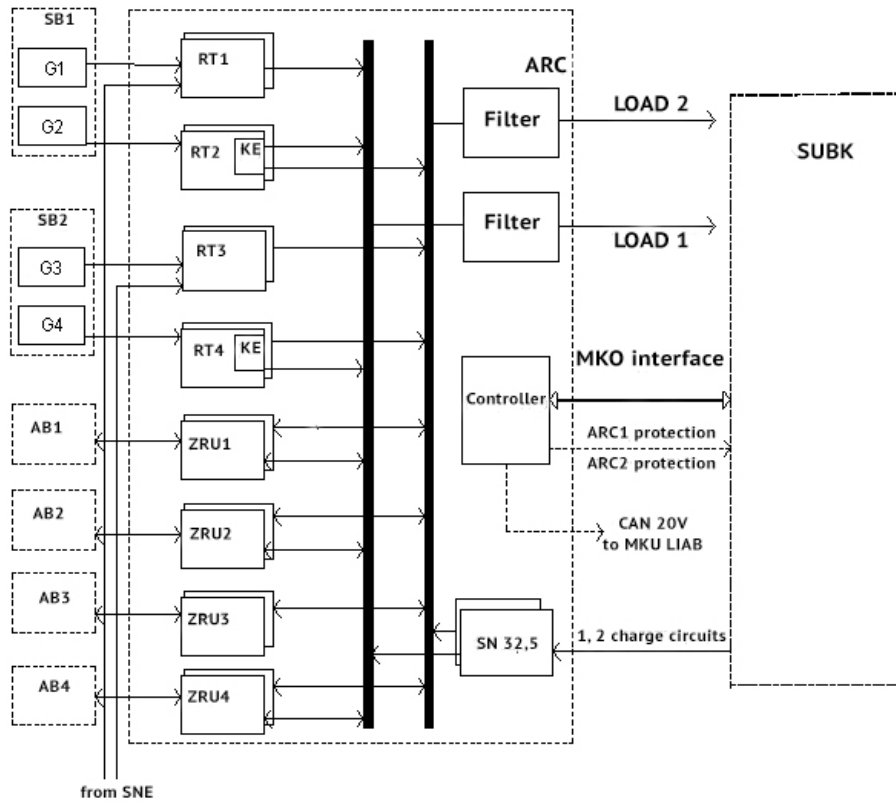 SB1
G1
G2
SB2
G3
G4
AB1
AB2
AB3
AB4
from SNE
RT1
RT2
KE
RT3
RT4
KE
ZRU1
ZRU2
ZRU3
ZRU4
ARC
Filter
Filter
Controller
SN 32,5
LOAD 2
LOAD 1
MKO interface
ARC1 protection
ARC2 protection
CAN 20V
to MKU LIAB
1, 2 charge circuits
SUBK